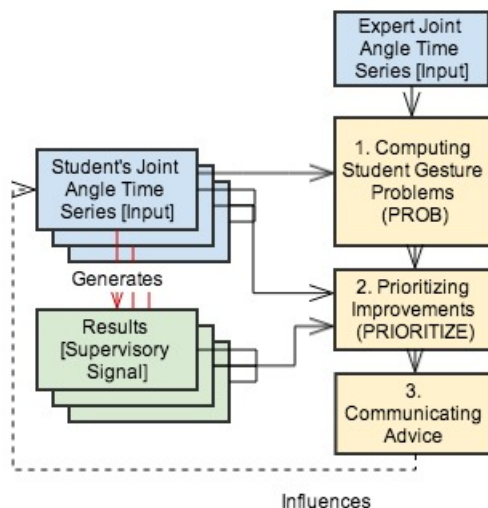 Expert Joint
Angle Time
Series [Input]
1. Computing
Student Gesture
Problems
(PROB)
Student's Joint
Angle Time
Series [Input]
Generates
2. Prioritizing
Improvements
(PRIORITIZE)
Results
[Supervisory
Signal]
3.
Communicating
Advice
Influences